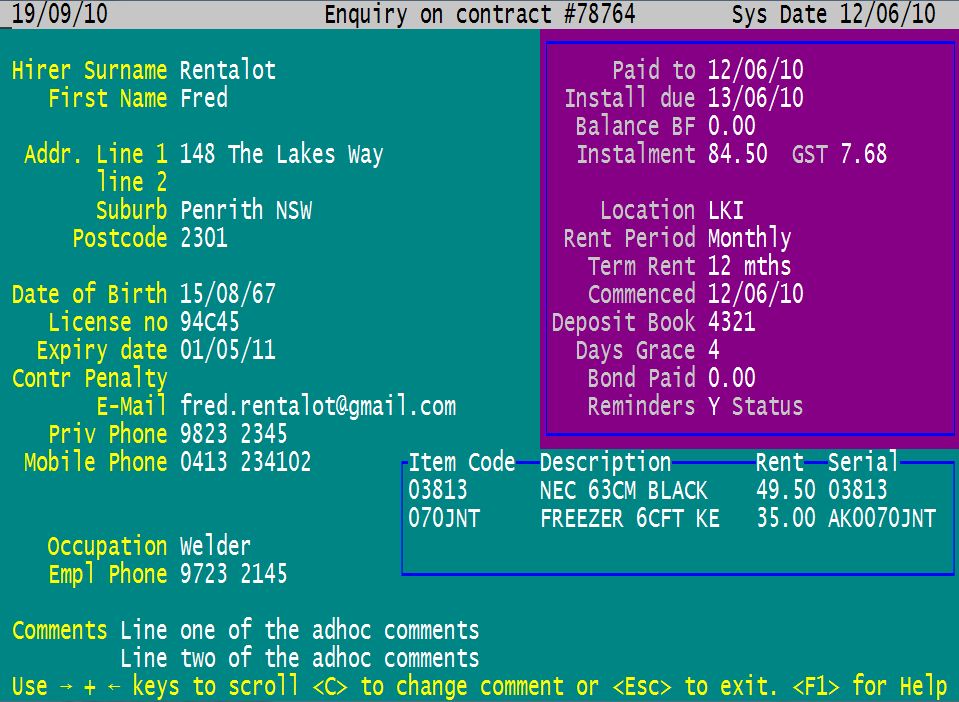 19/09/10 Enquiry on contract #78764 Sys Date 12/06/10
Hirer Surname Rentalot
First Name Fred
Addr. Line 1 148 The Lakes Way
line 2
Suburb Penrith NSW
Postcode 2301
Date of Birth 15/08/67
License no 94C45
Expiry date 01/05/11
Contr Penalty
E-Mail fred.rentalot@gmail.com
Priv Phone 9823 2345
Mobile Phone 0413 234102
Occupation Welder
Empl Phone 9723 2145
Paid to 12/06/10
Install due 13/06/10
Balance BF 0.00
Instalment 84.50 GST 7.68
Location LKI
Rent Period Monthly
Term Rent 12 mths
Commenced 12/06/10
Deposit Book 4321
Days Grace 4
Bond Paid 0.00
Reminders Y Status
Item Code Description Rent Serial
03813 NEC 63CM BLACK 49.50 03813
070JNT FREEZER 6CFT KE 35.00 AK0070JNT
Comments Line one of the adhoc comments
Line two of the adhoc comments
Use → + ← keys to scroll <C> to change comment or <Esc> to exit. <F1> for Help